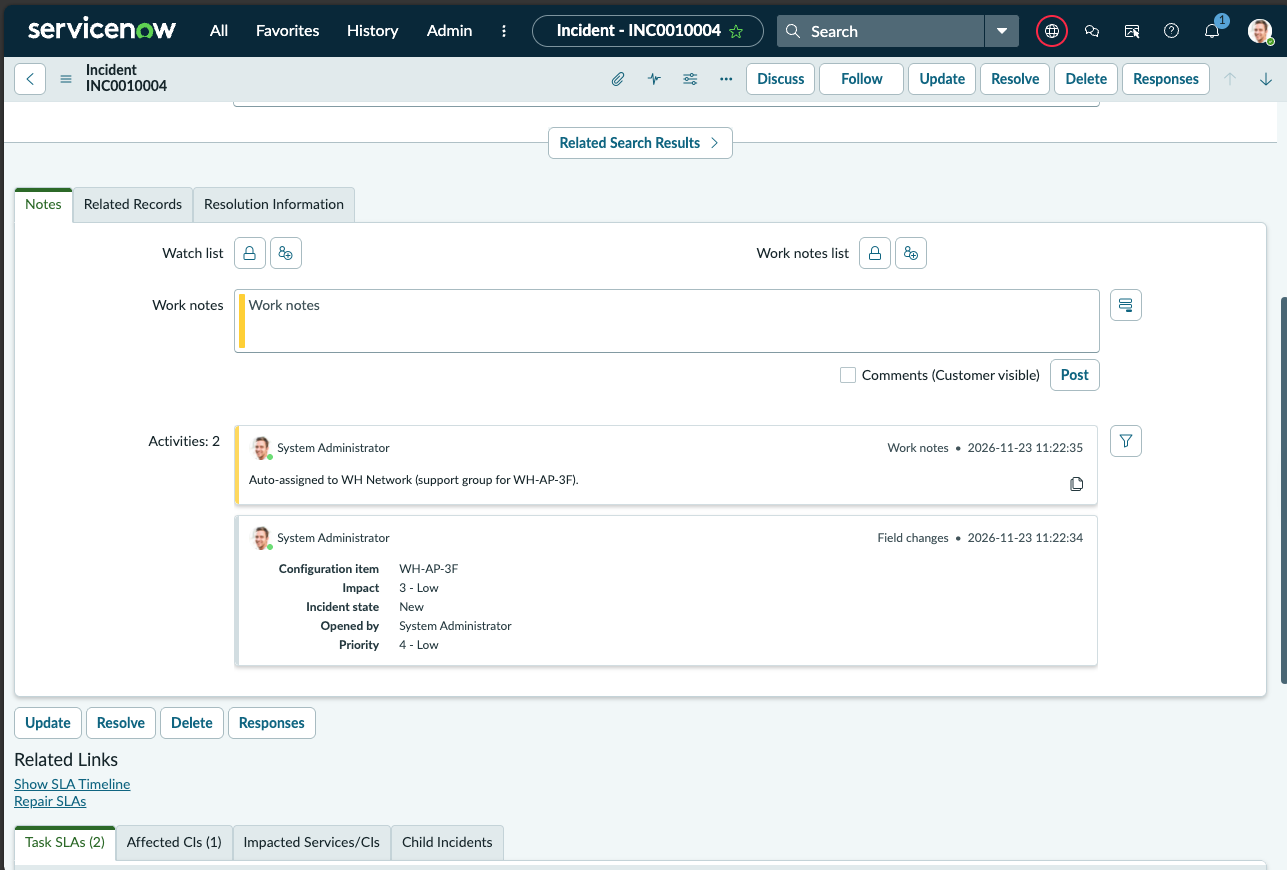 servicenow All Favorites History Admin Incident - INC0010004 Search 1
Incident
INC0010004
Discuss Follow Update Resolve Delete Responses
Related Search Results
Notes Related Records Resolution Information
Watch list Work notes list
Work notes Work notes
Comments (Customer visible) Post
Activities: 2
System Administrator Work notes • 2026-11-23 11:22:35
Auto-assigned to WH Network (support group for WH-AP-3F).
System Administrator Field changes • 2026-11-23 11:22:34
Configuration item WH-AP-3F
Impact 3 - Low
Incident state New
Opened by System Administrator
Priority 4 - Low
Update Resolve Delete Responses
Related Links
Show SLA Timeline
Repair SLAs
Task SLAs (2) Affected CIs (1) Impacted Services/CIs Child Incidents